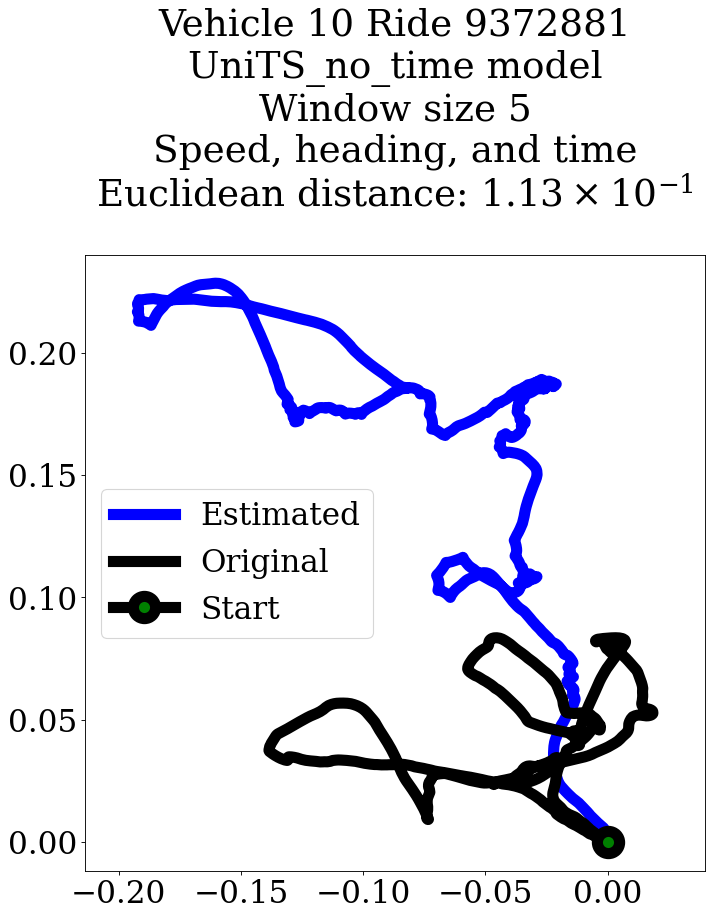 Vehicle 10 Ride 9372881
UniTS_no_time model
Window size 5
Speed, heading, and time
Euclidean distance: 1.13 × 10⁻¹
0.20
0.15
0.10
0.05
0.00
Estimated
Original
Start
−0.20 −0.15 −0.10 −0.05 0.00